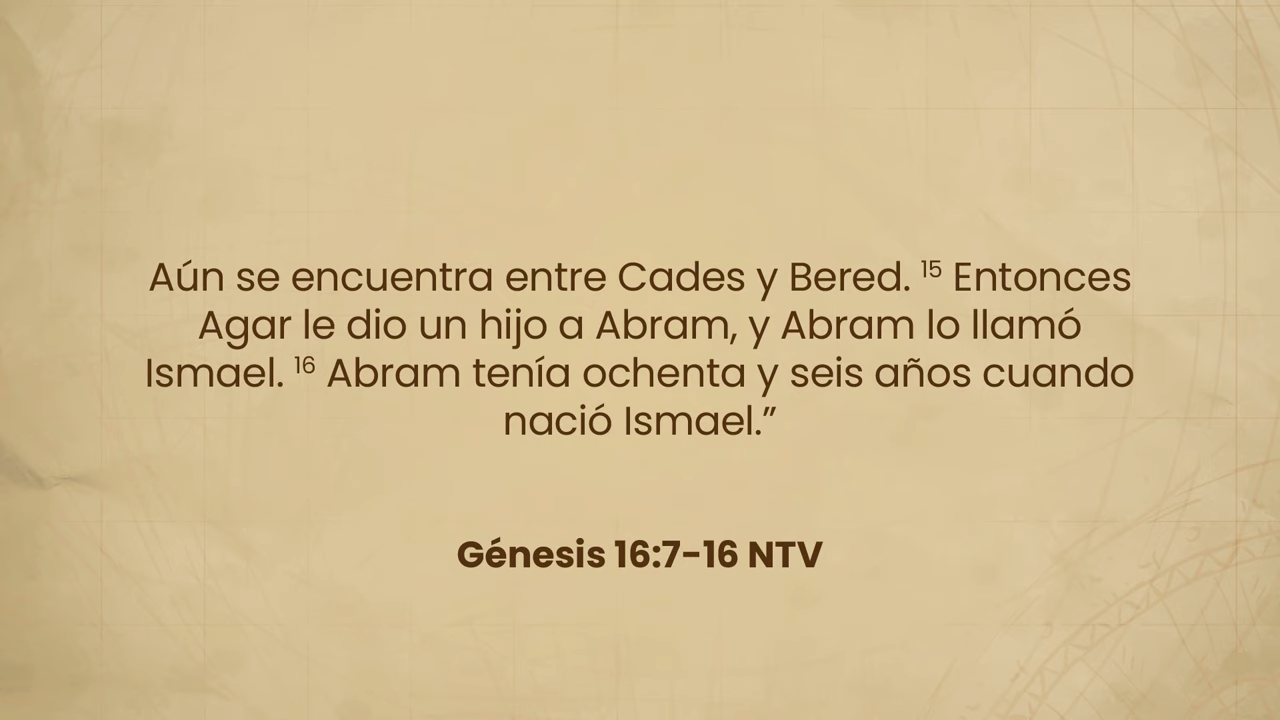 Aún se encuentra entre Cades y Bered. ¹⁵ Entonces
Agar le dio un hijo a Abram, y Abram lo llamó
Ismael. ¹⁶ Abram tenía ochenta y seis años cuando
nació Ismael.”
Génesis 16:7-16 NTV